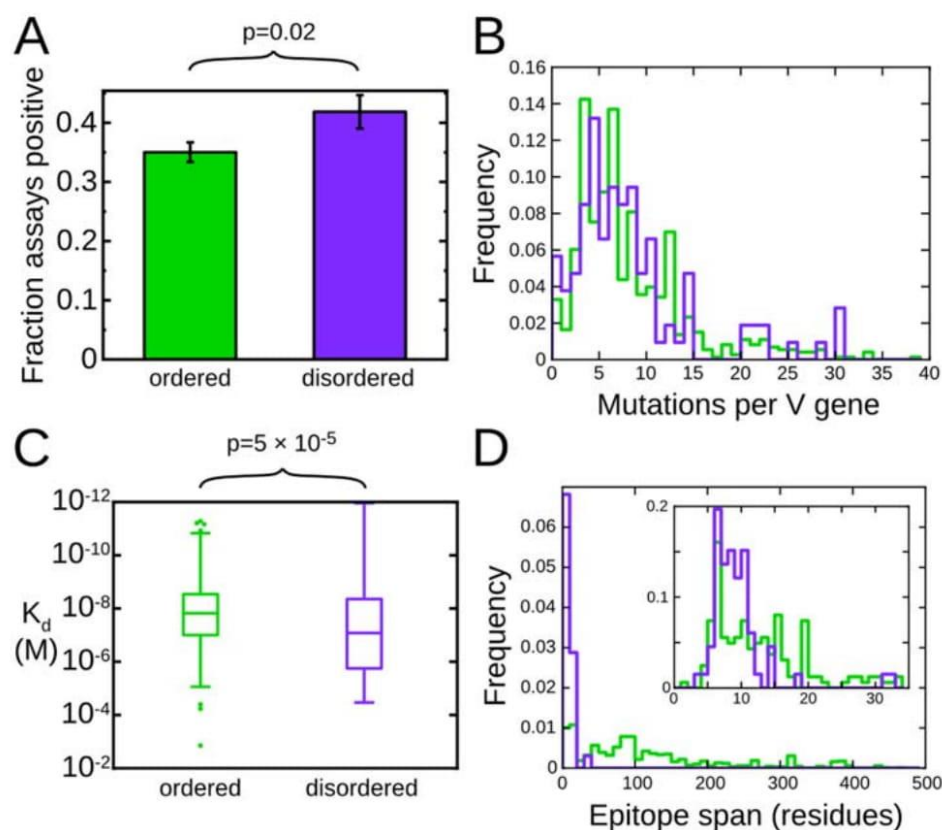 A
p=0.02
Fraction assays positive
0.4
0.3
0.2
0.1
0
ordered disordered
B
Frequency
0.16
0.14
0.12
0.10
0.08
0.06
0.04
0.02
0
0 5 10 15 20 25 30 35 40
Mutations per V gene
C
p=5 × 10-5
Kd
(M)
10-12
10-10
10-8
10-6
10-4
10-2
ordered disordered
D
Frequency
0.06
0.05
0.04
0.03
0.02
0.01
0
0.2
0.1
0
0 10 20 30
0 100 200 300 400 500
Epitope span (residues)